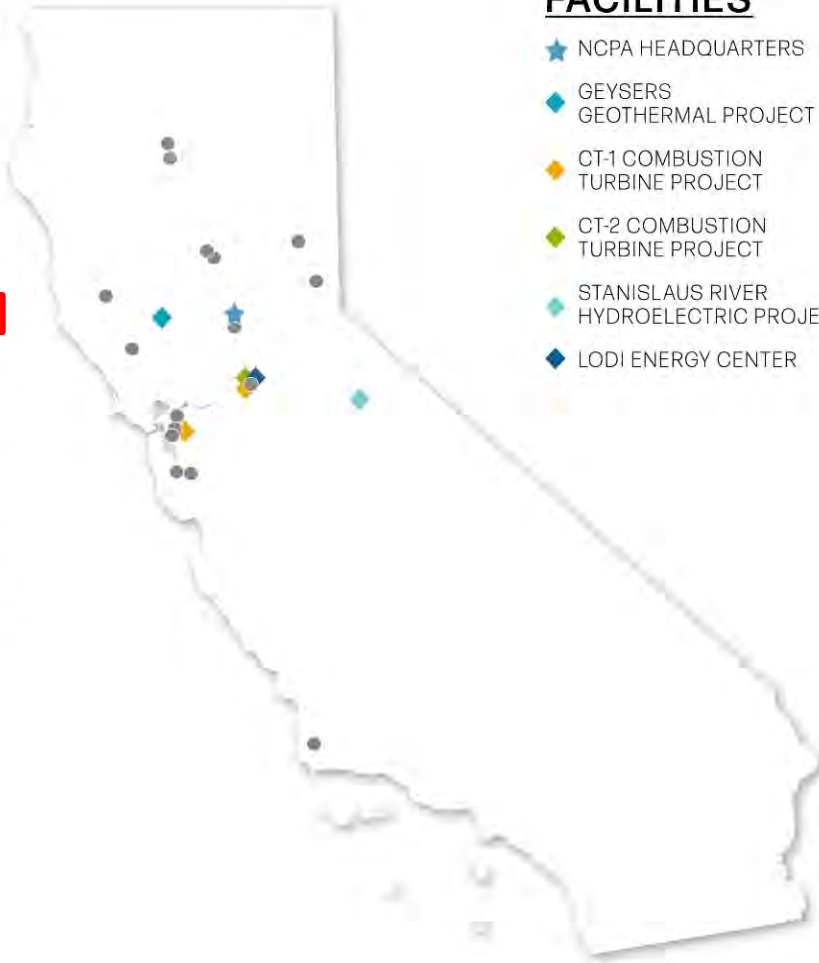 FACILITIES
NCPA HEADQUARTERS
GEYSERS
GEOTHERMAL PROJECT
CT-1 COMBUSTION
TURBINE PROJECT
CT-2 COMBUSTION
TURBINE PROJECT
STANISLAUS RIVER
HYDROELECTRIC PROJE
LODI ENERGY CENTER